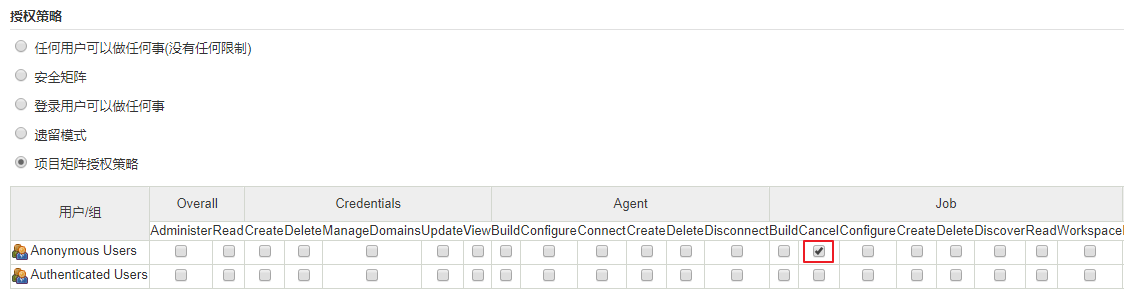 授权策略
任何用户可以做任何事(没有任何限制)
安全矩阵
登录用户可以做任何事
遗留模式
项目矩阵授权策略
用户/组 Overall Credentials Agent Job
Administer Read Create Delete ManageDomains Update View Build Configure Connect Create Delete Disconnect Build Cancel Configure Create Delete Discover Read Workspace
Anonymous Users
Authenticated Users